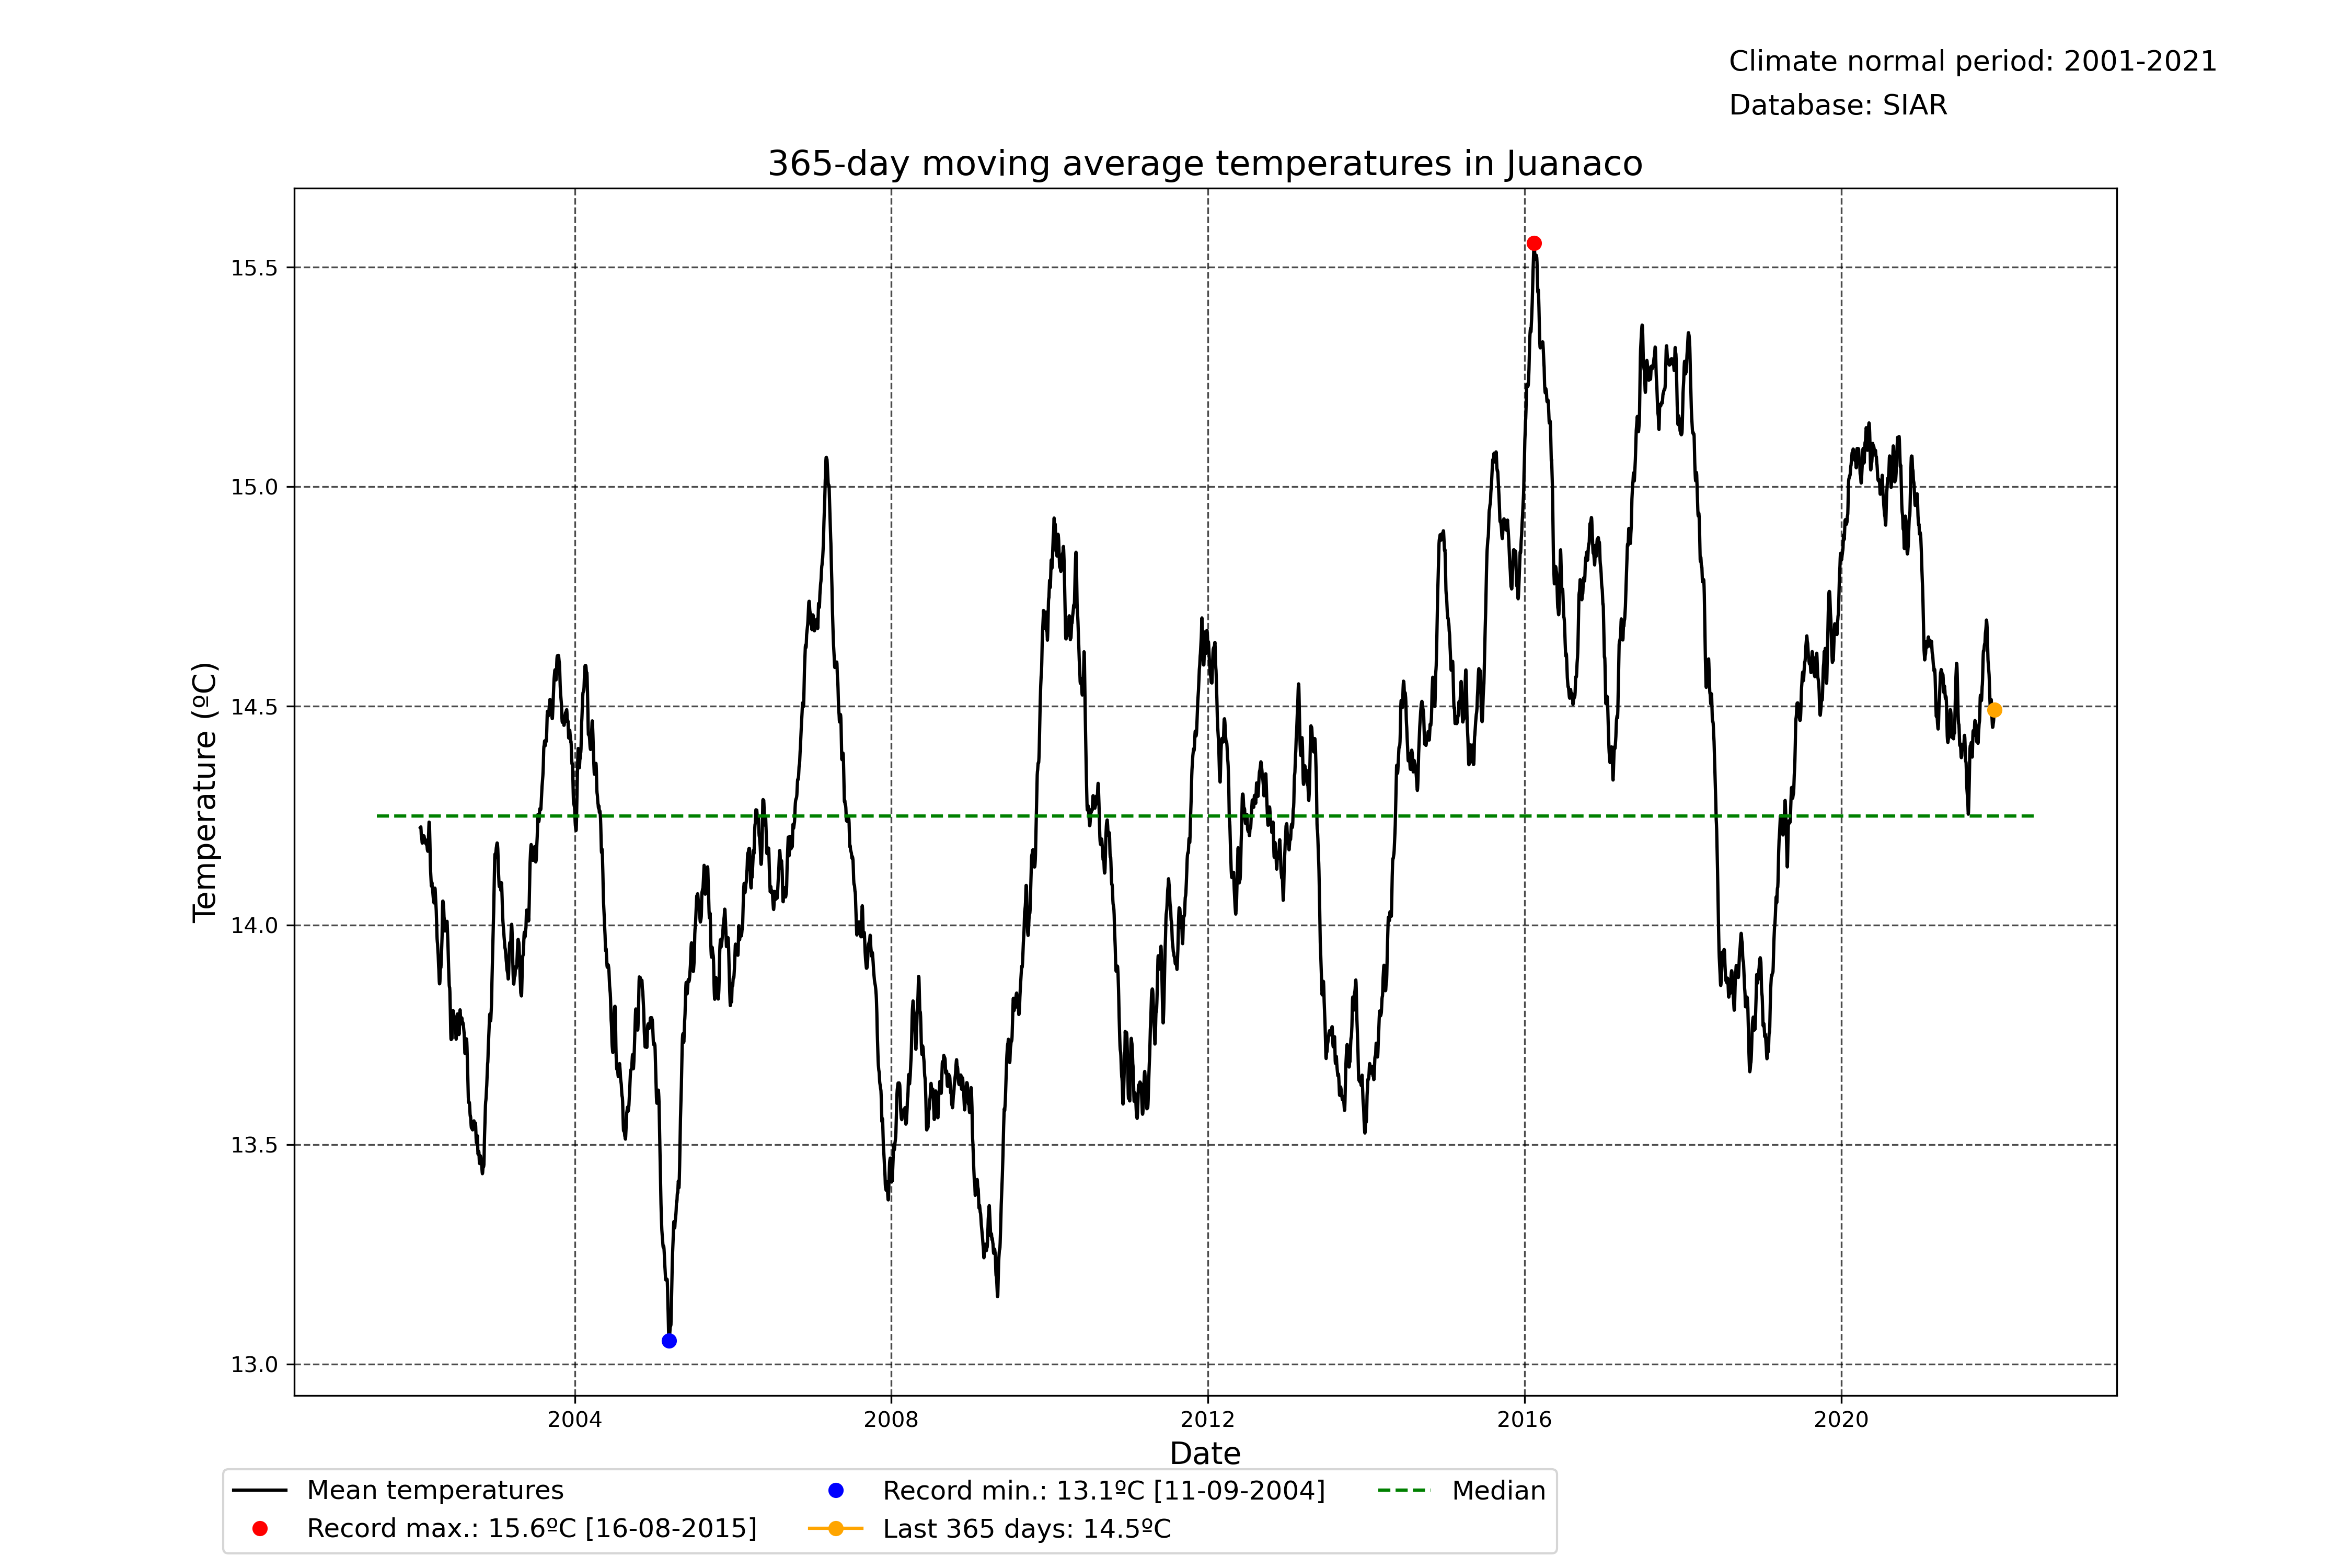 Climate normal period: 2001-2021
Database: SIAR
365-day moving average temperatures in Juanaco
Temperature (ºC)
15.5
15.0
14.5
14.0
13.5
13.0
2004
2008
2012
2016
2020
Date
Mean temperatures
Record max.: 15.6ºC [16-08-2015]
Record min.: 13.1ºC [11-09-2004]
Last 365 days: 14.5ºC
Median